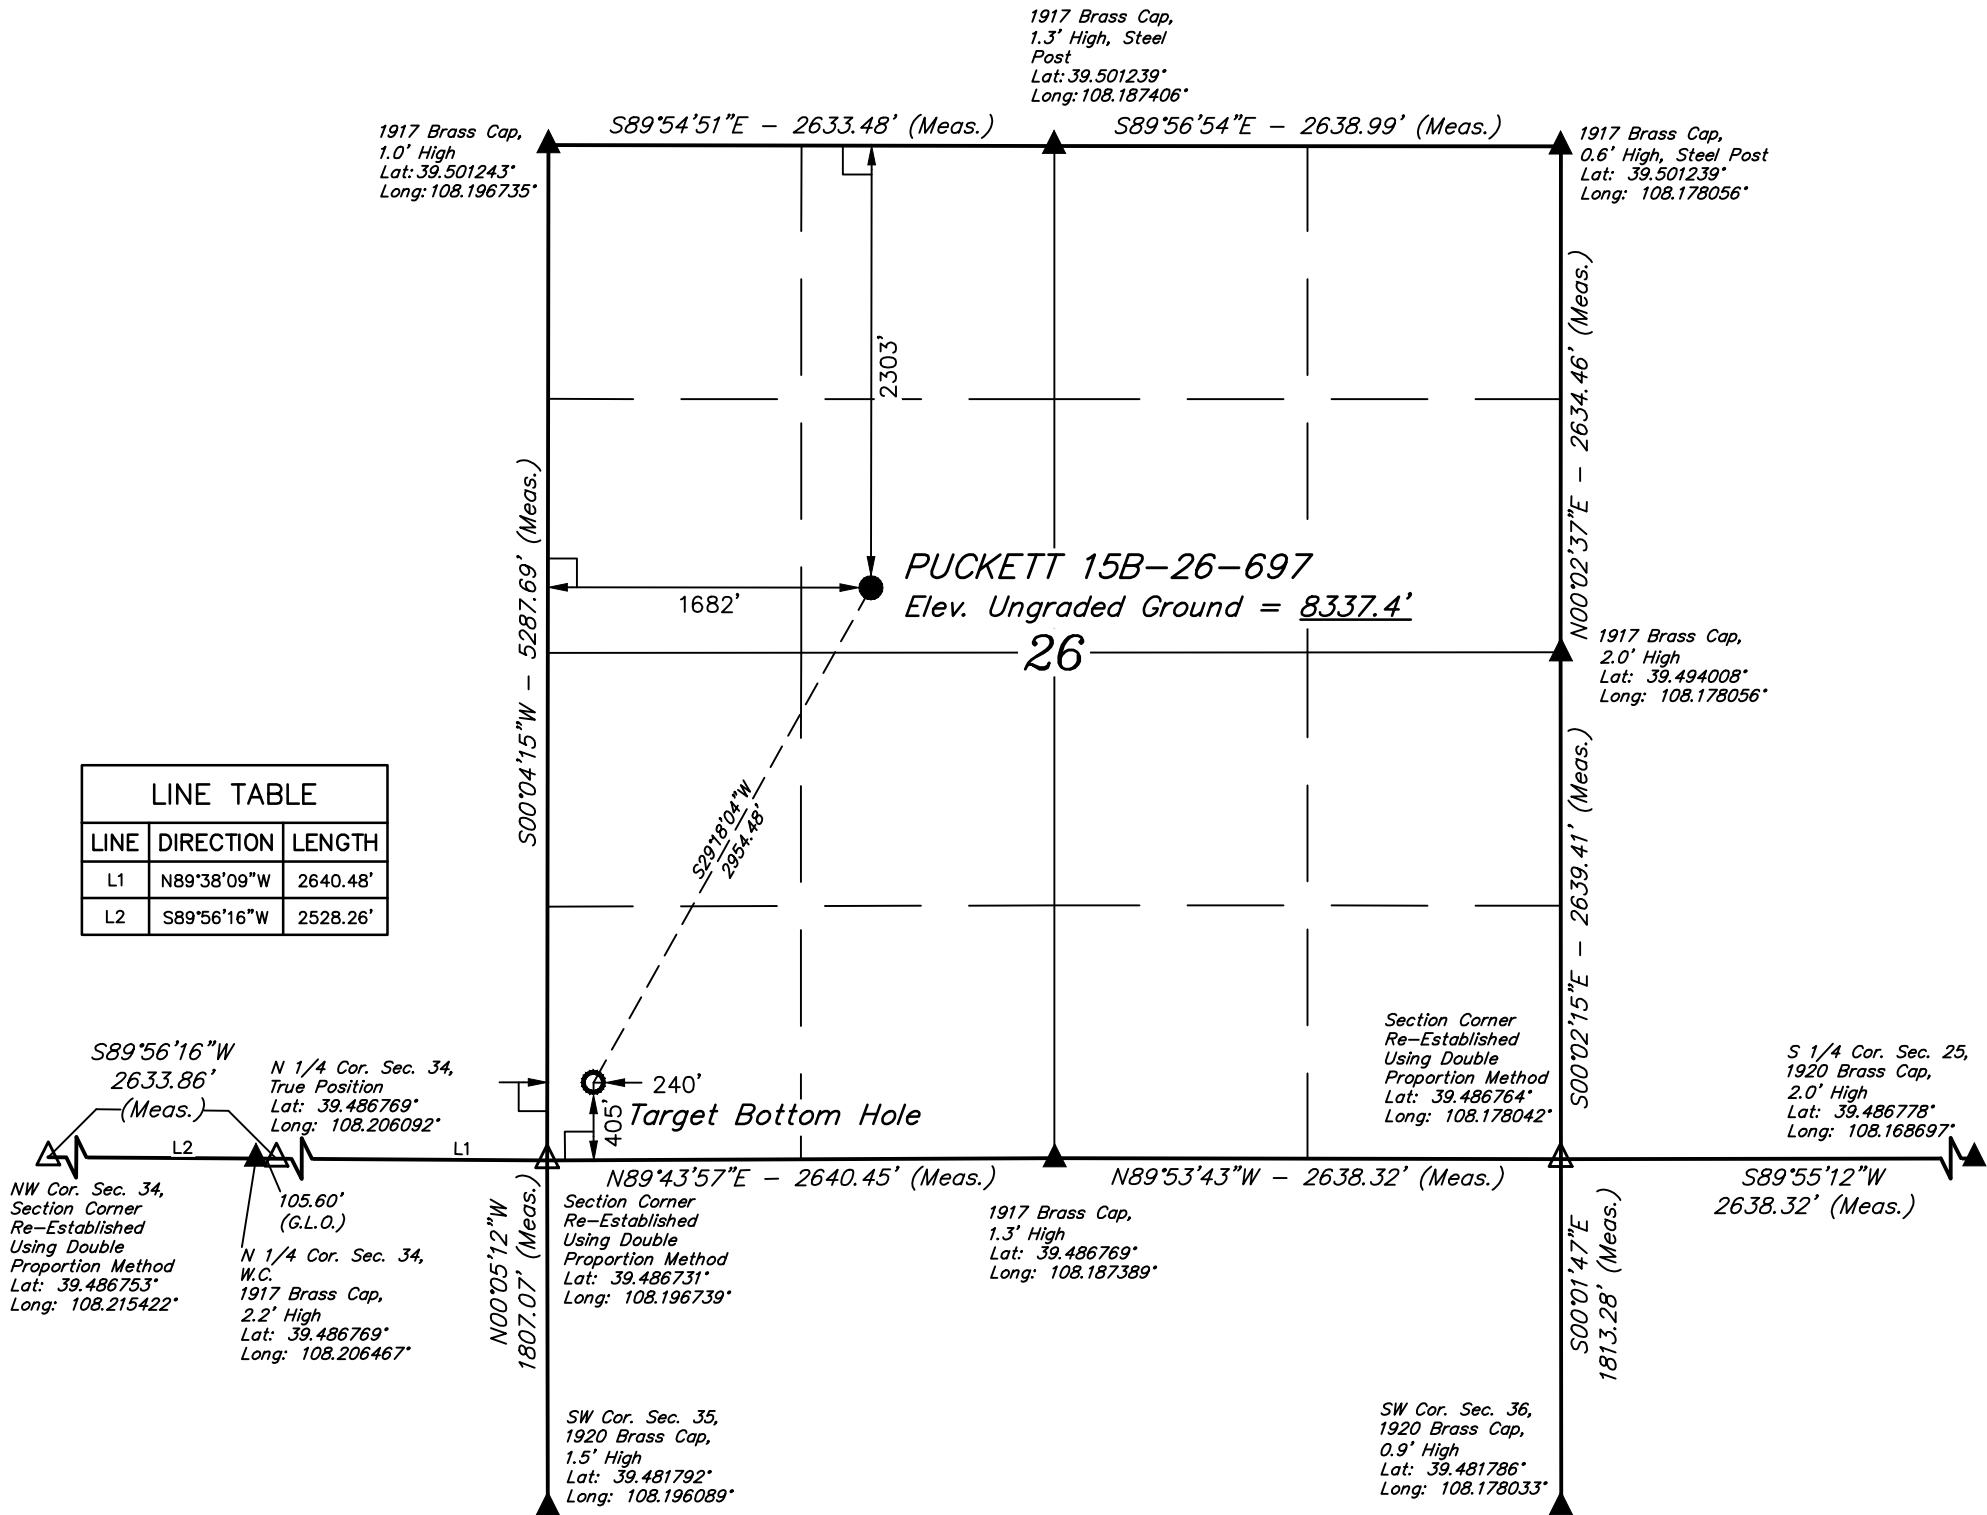 1917 Brass Cap,
1.3' High, Steel
Post
Lat: 39.501239°
Long: 108.187406°
1917 Brass Cap,
1.0' High
Lat: 39.501243°
Long: 108.196735°
S89°54'51"E - 2633.48' (Meas.)
S89°56'54"E - 2638.99' (Meas.)
1917 Brass Cap,
0.6' High, Steel Post
Lat: 39.501239°
Long: 108.178056°
2303'
N00°02'37"E - 2634.46' (Meas.)
S00°04'15"W - 5287.69' (Meas.)
PUCKETT 15B-26-697
Elev. Ungraded Ground = 8337.4'
1682'
26
1917 Brass Cap,
2.0' High
Lat: 39.494008°
Long: 108.178056°
LINE TABLE
LINE DIRECTION LENGTH
L1 N89°38'09"W 2640.48'
L2 S89°56'16"W 2528.26'
S29°18'04"W
2954.48'
S00°02'15"E - 2639.41' (Meas.)
S89°56'16"W
2633.86'
(Meas.)
N 1/4 Cor. Sec. 34,
True Position
Lat: 39.486769°
Long: 108.206092°
240'
405'
Target Bottom Hole
Section Corner
Re-Established
Using Double
Proportion Method
Lat: 39.486764°
Long: 108.178042°
S 1/4 Cor. Sec. 25,
1920 Brass Cap,
2.0' High
Lat: 39.486778°
Long: 108.168697°
L2
L1
N89°43'57"E - 2640.45' (Meas.)
N89°53'43"W - 2638.32' (Meas.)
S89°55'12"W
2638.32' (Meas.)
NW Cor. Sec. 34,
Section Corner
Re-Established
Using Double
Proportion Method
Lat: 39.486753°
Long: 108.215422°
105.60'
(G.L.O.)
N 1/4 Cor. Sec. 34,
W.C.
1917 Brass Cap,
2.2' High
Lat: 39.486769°
Long: 108.206467°
N00°05'12"W
1807.07' (Meas.)
Section Corner
Re-Established
Using Double
Proportion Method
Lat: 39.486731°
Long: 108.196739°
1917 Brass Cap,
1.3' High
Lat: 39.486769°
Long: 108.187389°
S00°01'47"E
1813.28' (Meas.)
SW Cor. Sec. 35,
1920 Brass Cap,
1.5' High
Lat: 39.481792°
Long: 108.196089°
SW Cor. Sec. 36,
1920 Brass Cap,
0.9' High
Lat: 39.481786°
Long: 108.178033°